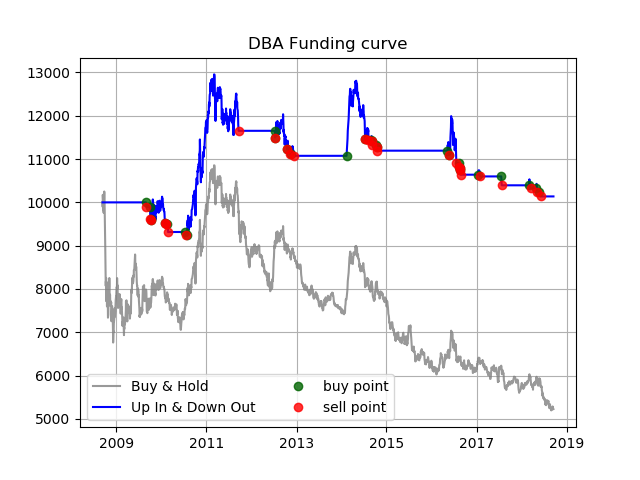 DBA Funding curve
13000
12000
11000
10000
9000
8000
7000
6000
5000
Buy & Hold
Up In & Down Out
buy point
sell point
2009 2011 2013 2015 2017 2019